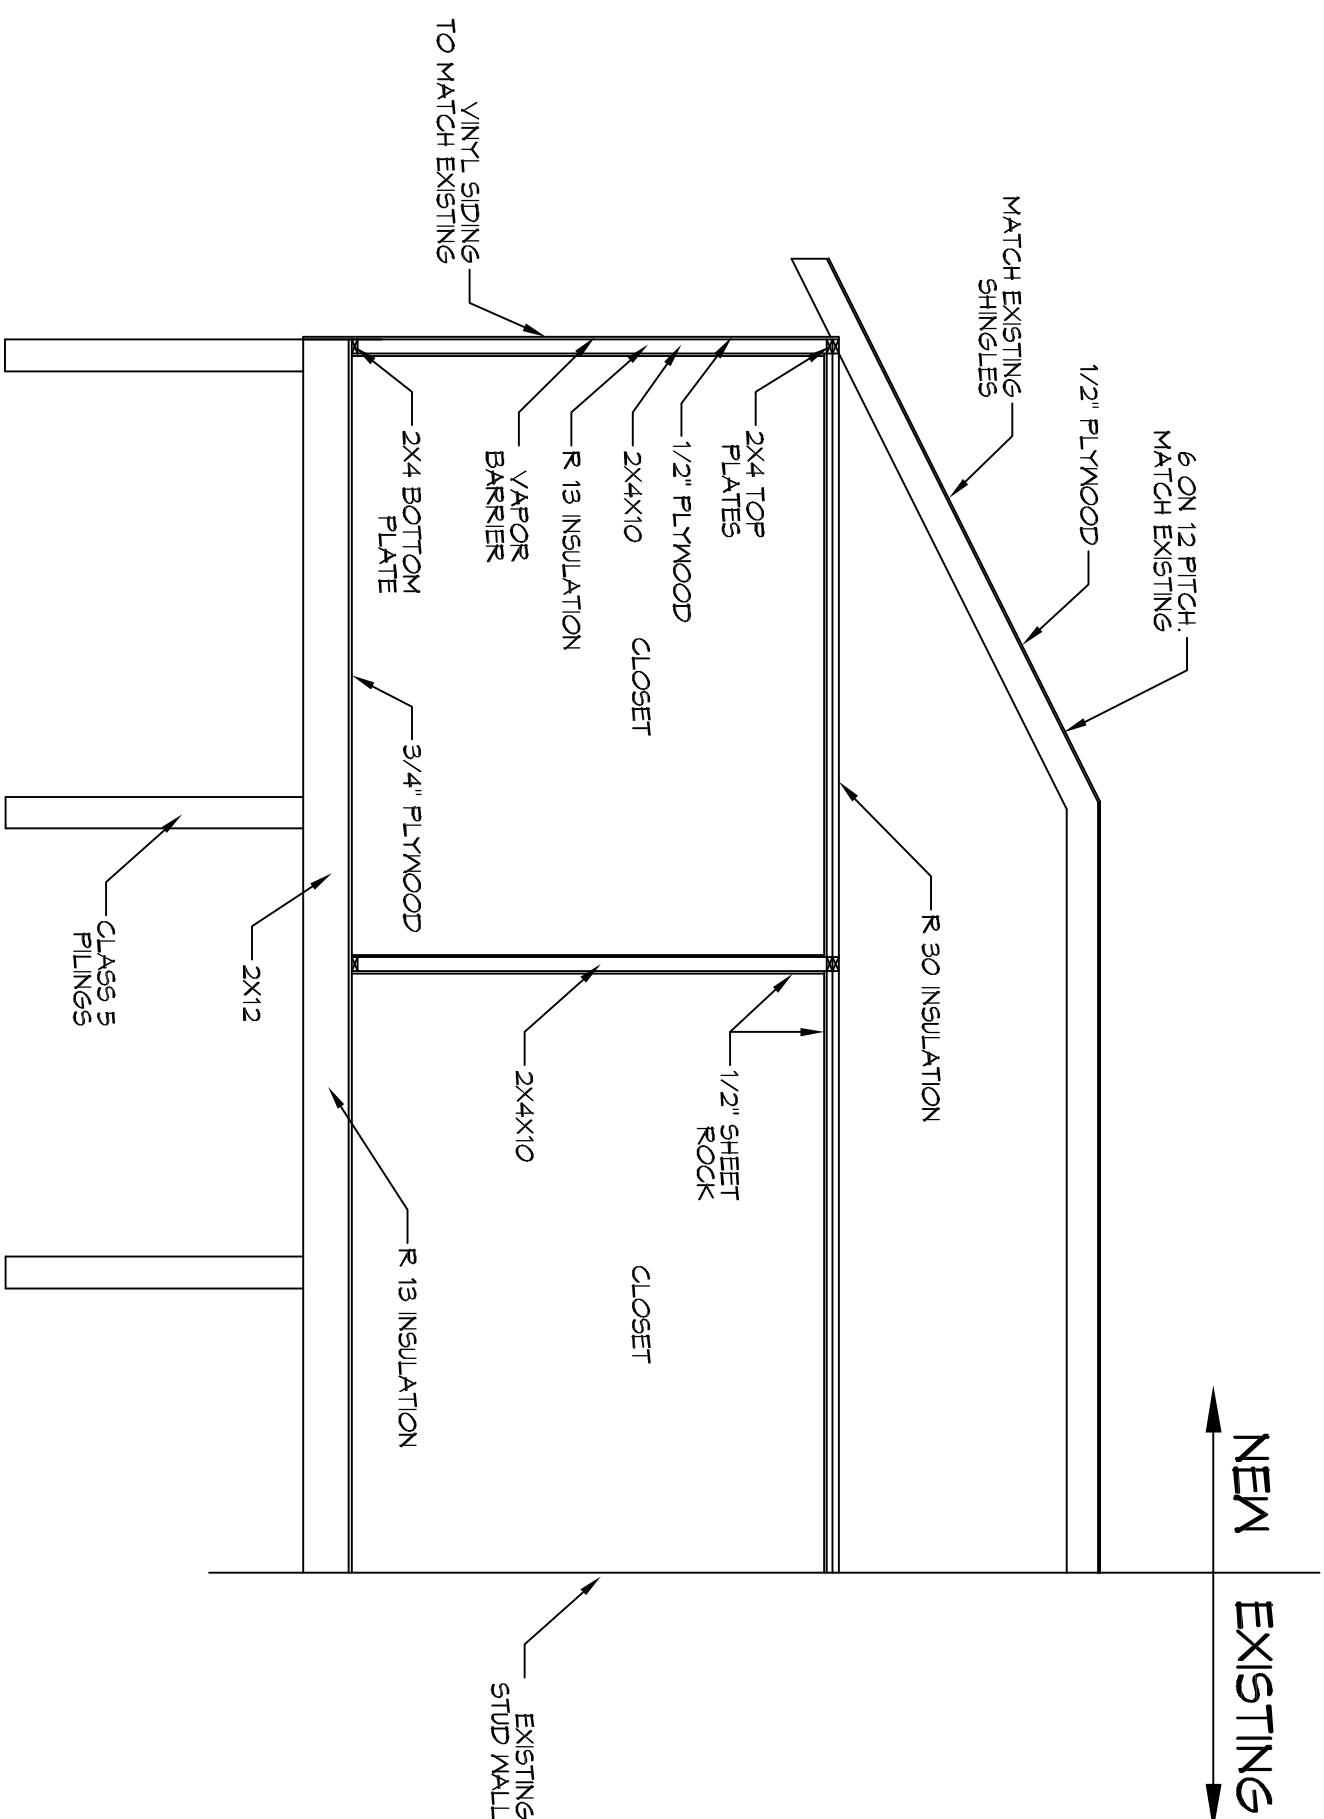 NEW
EXISTING
6 ON 12 PITCH.
MATCH EXISTING
1/2" PLYWOOD
MATCH EXISTING
SHINGLES
R 30 INSULATION
2X4 TOP
PLATES
1/2" PLYWOOD
2X4X10
R 13 INSULATION
VAPOR
BARRIER
2X4 BOTTOM
PLATE
CLOSET
1/2" SHEET
ROCK
2X4X10
CLOSET
EXISTING
STUD WALL
VINYL SIDING
TO MATCH EXISTING
3/4" PLYWOOD
R 13 INSULATION
2X12
CLASS 5
PILINGS